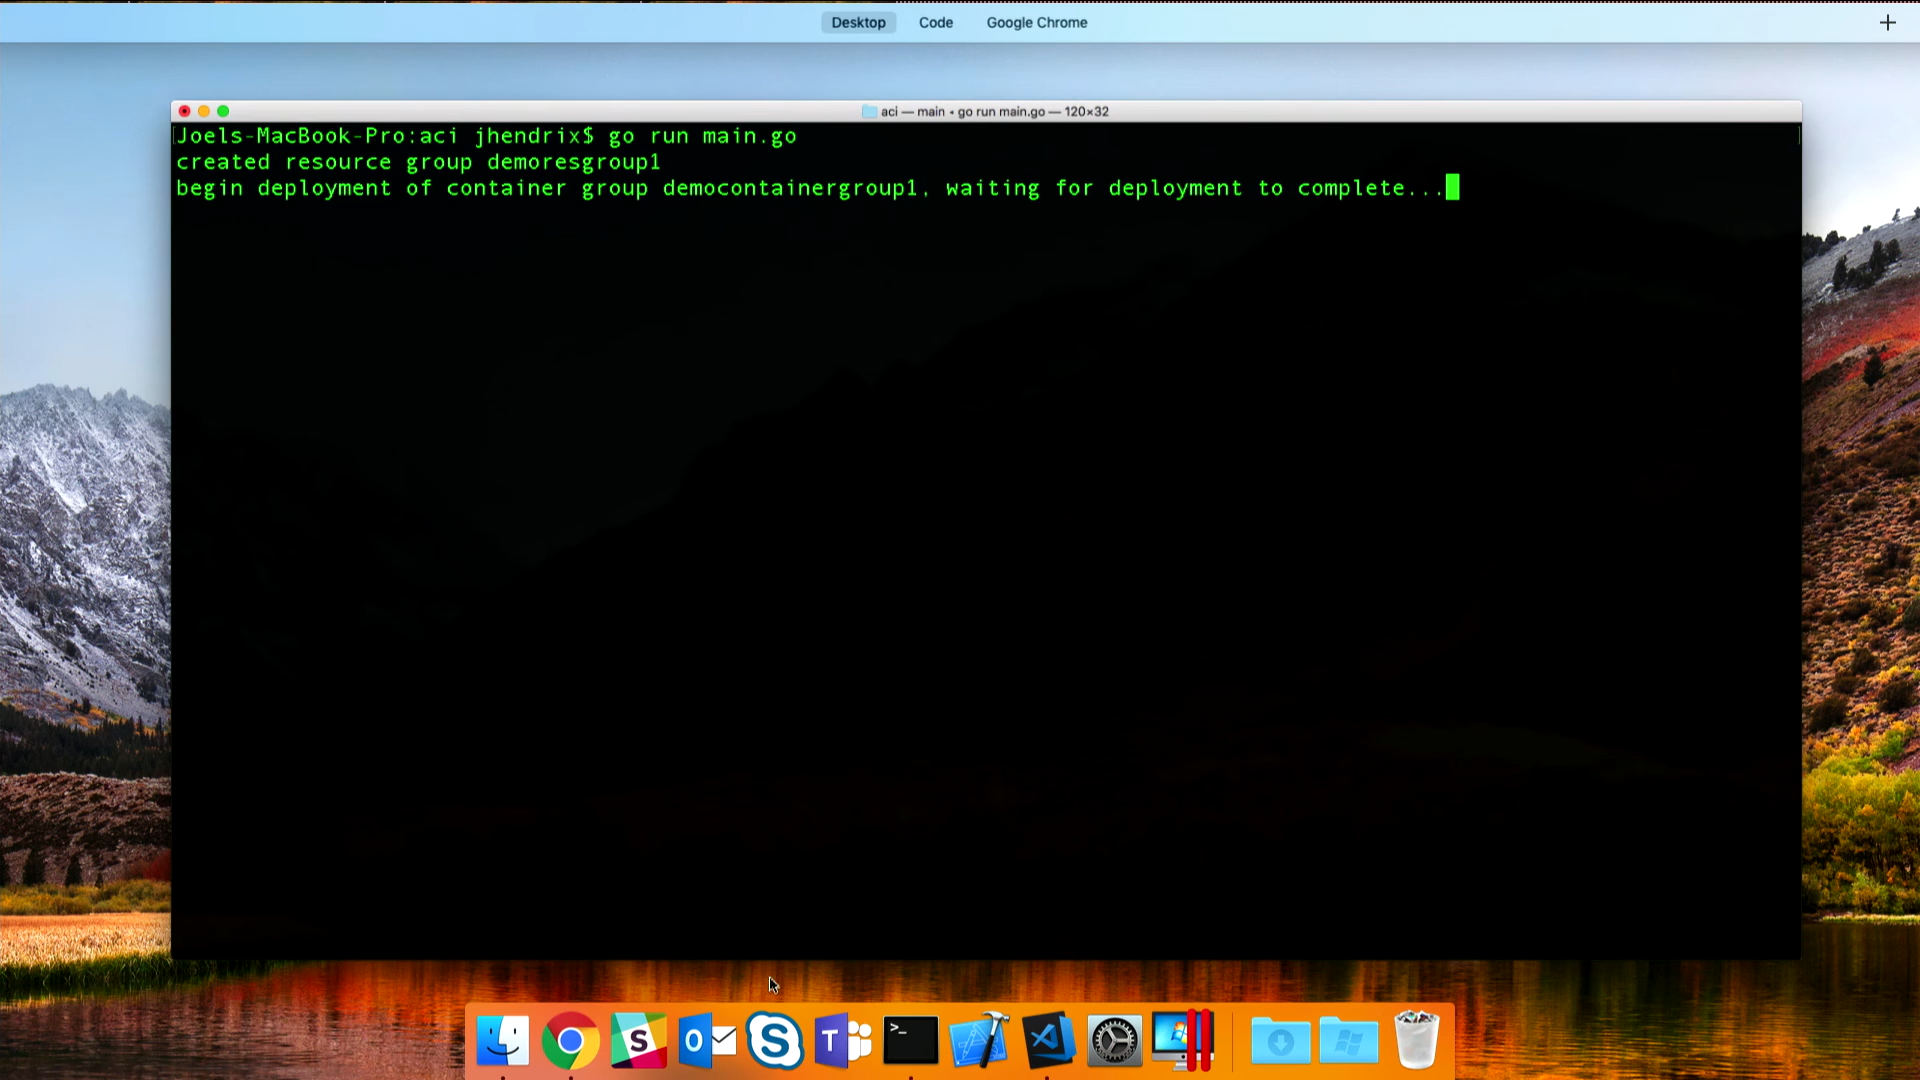 Desktop Code Google Chrome
aci — main • go run main.go — 120×32
Joels-MacBook-Pro:aci jhendrix$ go run main.go
created resource group demoresgroup1
begin deployment of container group democontainergroup1, waiting for deployment to complete...
S O S T >_